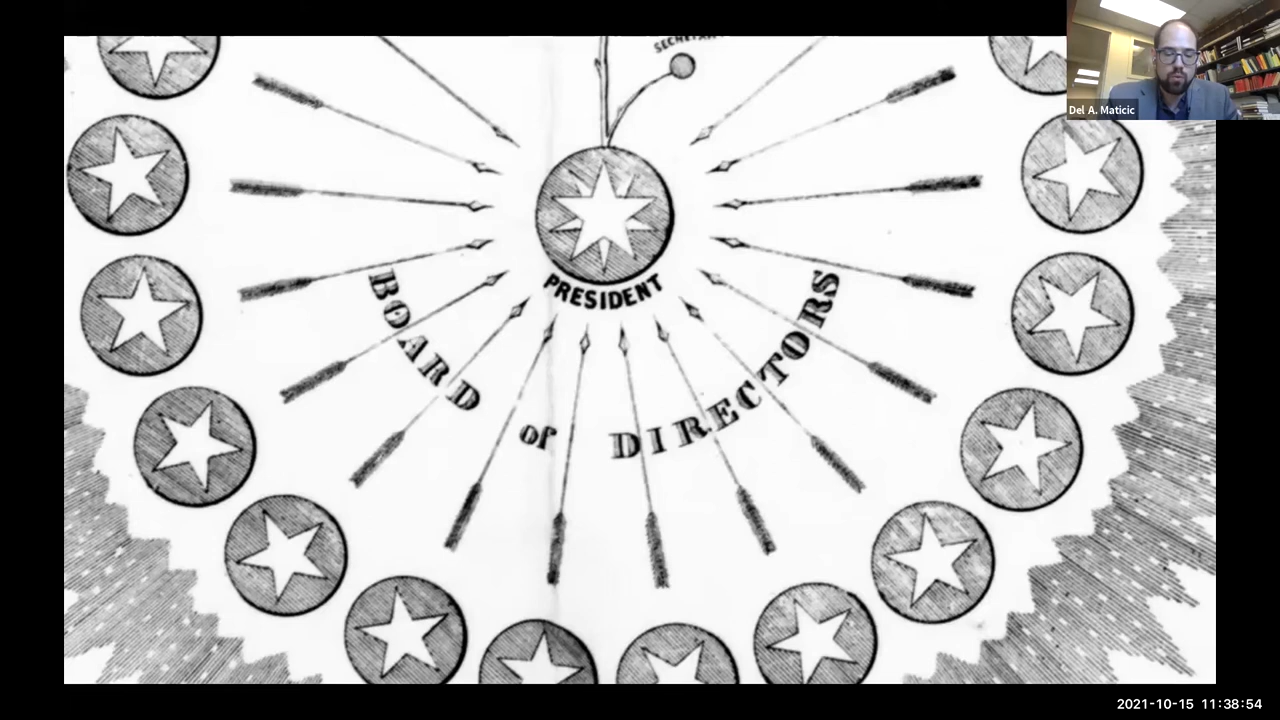 Del A. Maticic
PRESIDENT
BOARD of DIRECTORS
2021-10-15 11:38:54